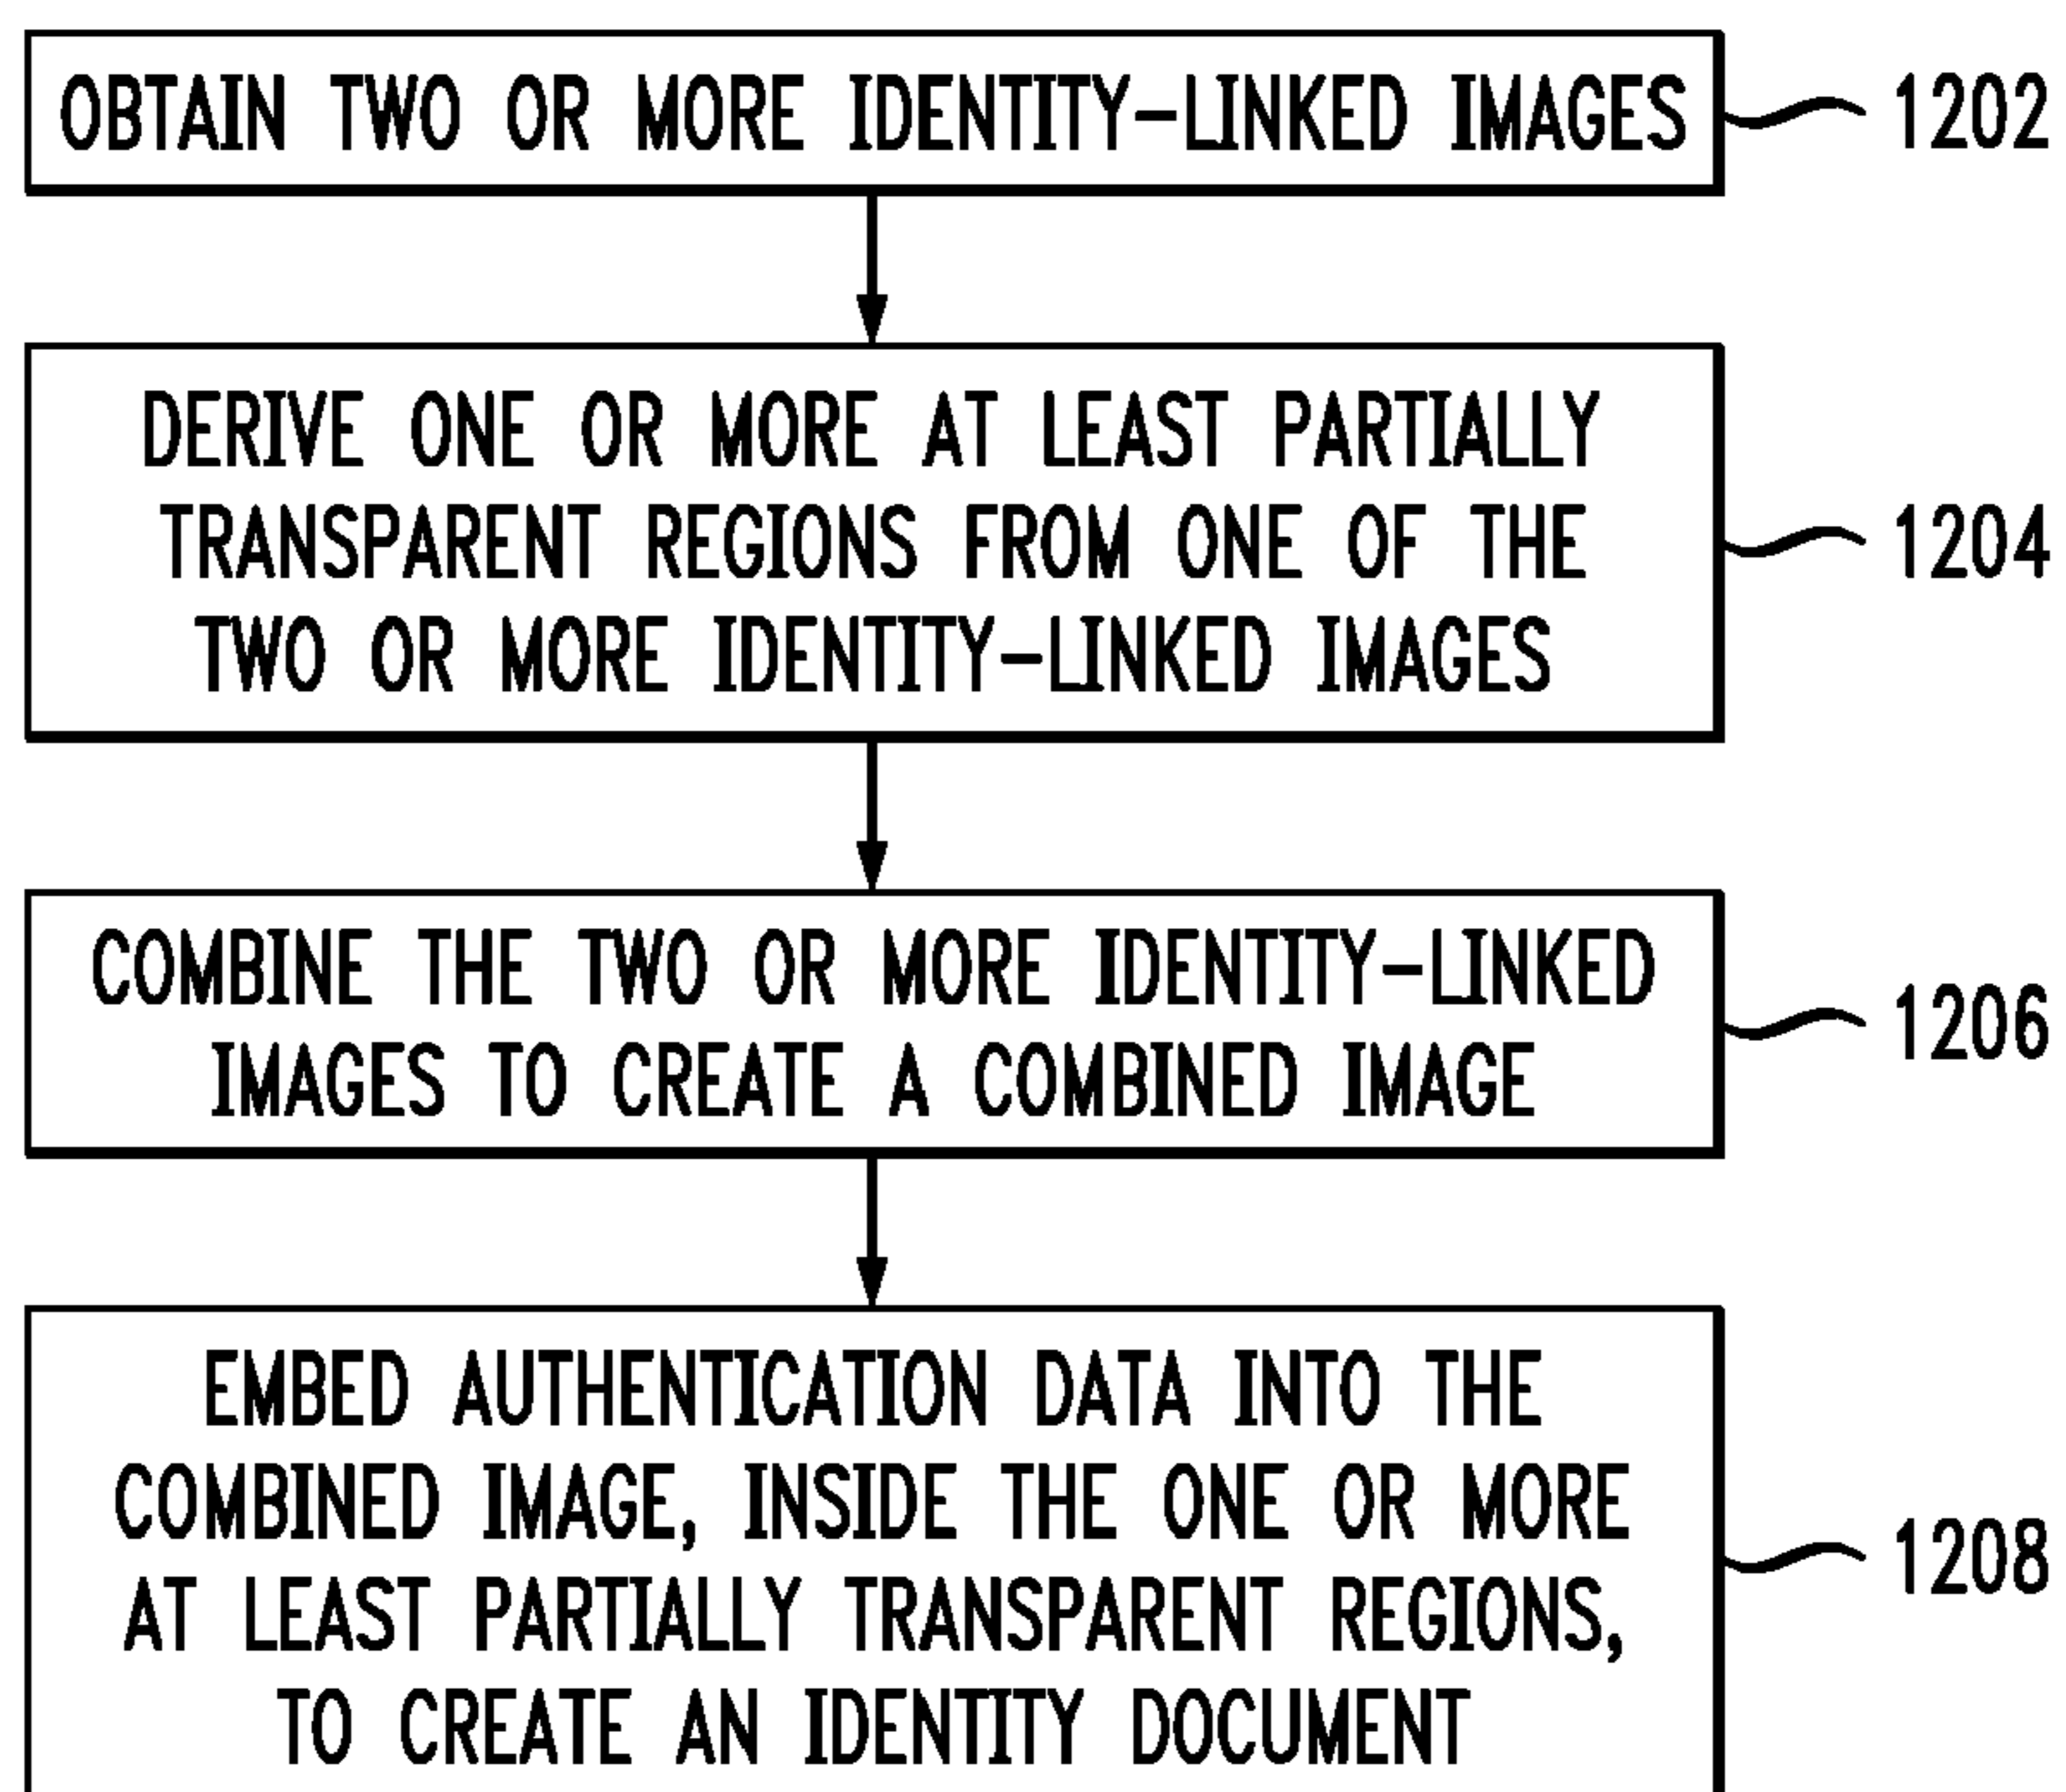 OBTAIN TWO OR MORE IDENTITY-LINKED IMAGES
1202
DERIVE ONE OR MORE AT LEAST PARTIALLY
TRANSPARENT REGIONS FROM ONE OF THE
TWO OR MORE IDENTITY-LINKED IMAGES
1204
COMBINE THE TWO OR MORE IDENTITY-LINKED
IMAGES TO CREATE A COMBINED IMAGE
1206
EMBED AUTHENTICATION DATA INTO THE
COMBINED IMAGE, INSIDE THE ONE OR MORE
AT LEAST PARTIALLY TRANSPARENT REGIONS,
TO CREATE AN IDENTITY DOCUMENT
1208